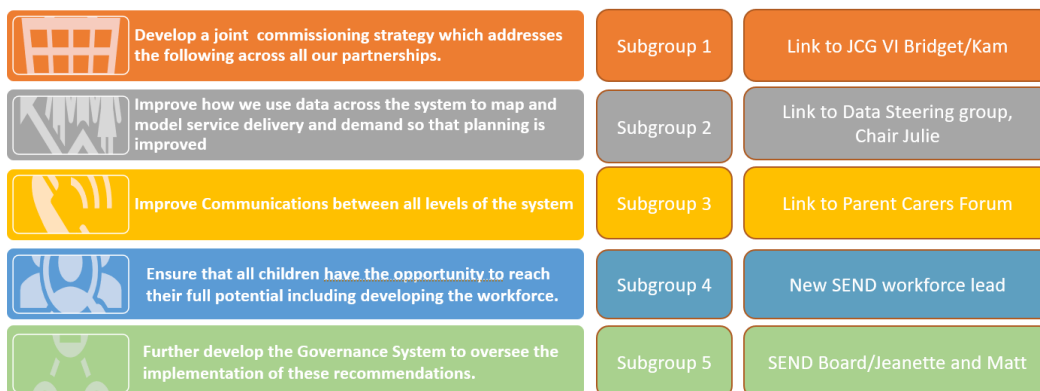 Develop a joint commissioning strategy which addresses
the following across all our partnerships.
Subgroup 1
Link to JCG VI Bridget/Kam
Improve how we use data across the system to map and
model service delivery and demand so that planning is
improved
Subgroup 2
Link to Data Steering group,
Chair Julie
Improve Communications between all levels of the system
Subgroup 3
Link to Parent Carers Forum
Ensure that all children have the opportunity to reach
their full potential including developing the workforce.
Subgroup 4
New SEND workforce lead
Further develop the Governance System to oversee the
implementation of these recommendations.
Subgroup 5
SEND Board/Jeanette and Matt